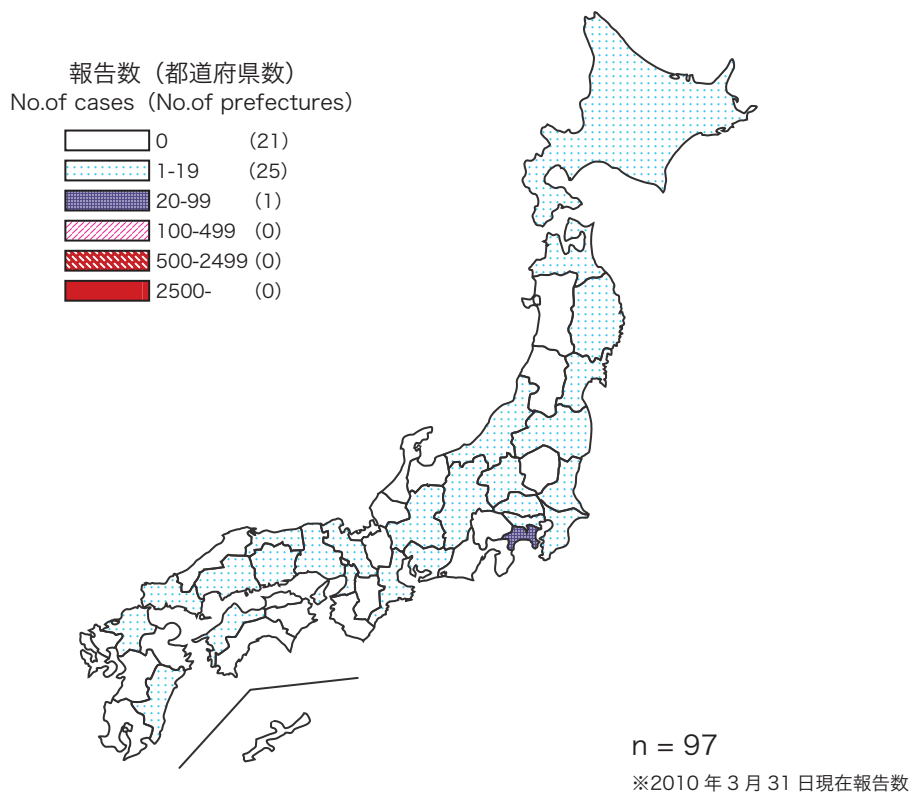 報告数（都道府県数）
No.of cases（No.of prefectures）
0 （21）
1-19 （25）
20-99 （1）
100-499 （0）
500-2499（0）
2500- （0）
n = 97
※2010 年 3 月 31 日現在報告数